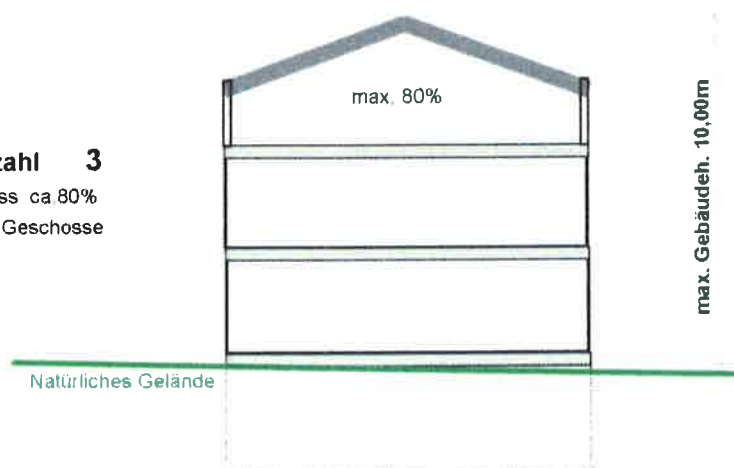 max. 80%
zahl 3
ss ca.80%
Geschosse
max. Gebäudeh. 10,00m
Natürliches Gelände